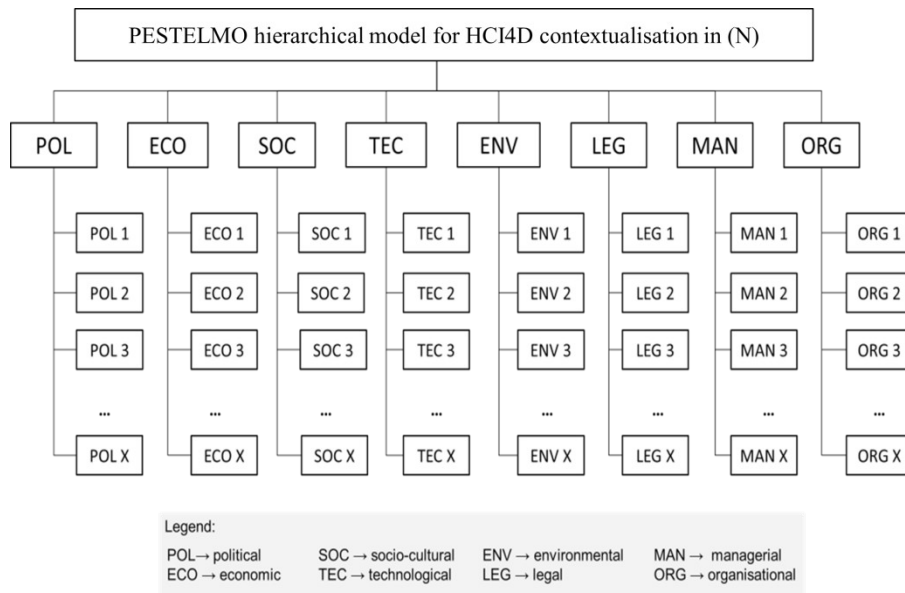 PESTELMO hierarchical model for HCI4D contextualisation in (N)
POL ECO SOC TEC ENV LEG MAN ORG
POL 1 ECO 1 SOC 1 TEC 1 ENV 1 LEG 1 MAN 1 ORG 1
POL 2 ECO 2 SOC 2 TEC 2 ENV 2 LEG 2 MAN 2 ORG 2
POL 3 ECO 3 SOC 3 TEC 3 ENV 3 LEG 3 MAN 3 ORG 3
... ... ... ... ... ... ... ...
POL X ECO X SOC X TEC X ENV X LEG X MAN X ORG X
Legend:
POL→ political SOC → socio-cultural ENV → environmental MAN → managerial
ECO → economic TEC → technological LEG → legal ORG → organisational